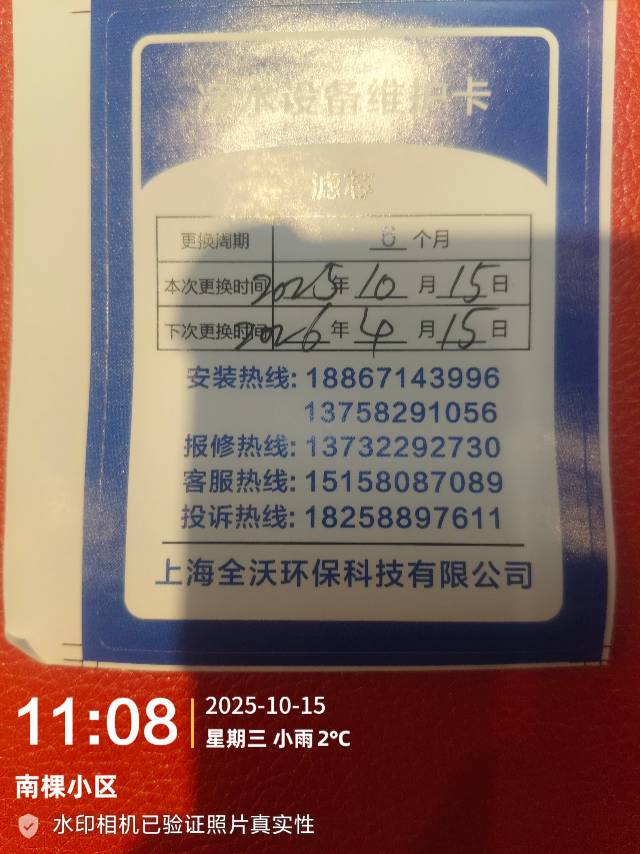 净水设备维护卡
滤芯
更换周期 6 个月
本次更换时间 2025 年 10 月 15 日
下次更换时间 2026 年 4 月 15 日
安装热线: 18867143996
13758291056
报修热线: 13732292730
客服热线: 15158087089
投诉热线: 18258897611
上海全沃环保科技有限公司
11:08 2025-10-15
星期三 小雨 2℃
南棵小区
水印相机已验证照片真实性